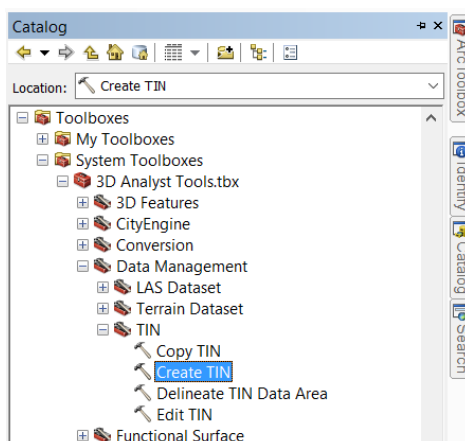 Catalog
Location: Create TIN
Toolboxes
My Toolboxes
System Toolboxes
3D Analyst Tools.tbx
3D Features
CityEngine
Conversion
Data Management
LAS Dataset
Terrain Dataset
TIN
Copy TIN
Create TIN
Delineate TIN Data Area
Edit TIN
Functional Surface
ArcToolbox
Identify
Catalog
Search